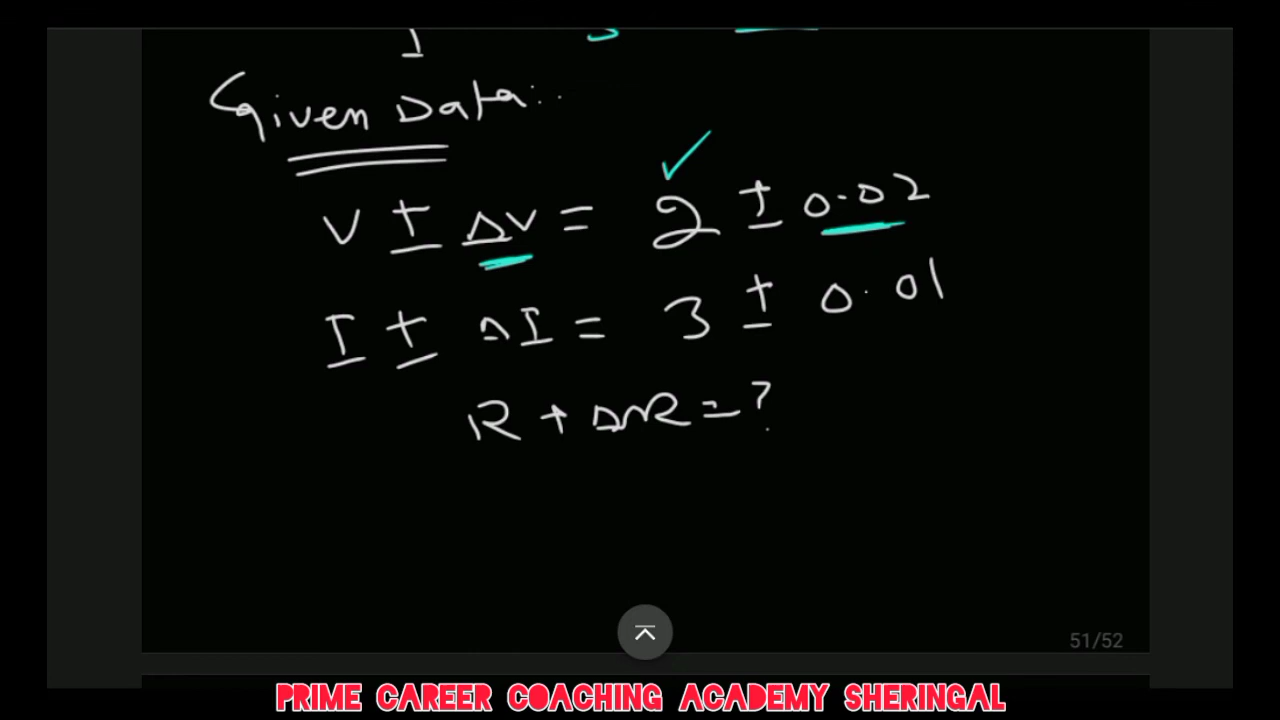 Given Data:.
V ± ΔV = 2 ± 0.02
I ± ΔI = 3 ± 0.01
R + ΔR = ?
51/52
PRIME CAREER COACHING ACADEMY SHERINGAL